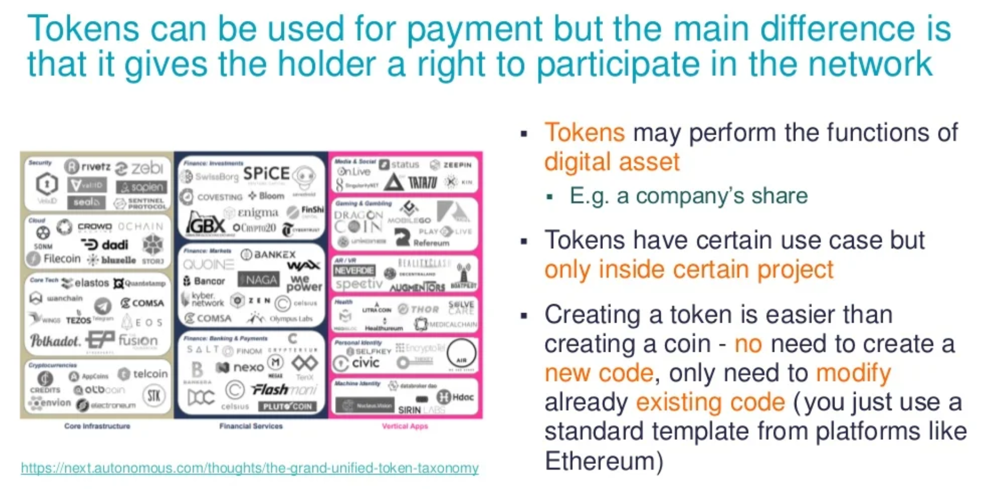 Tokens can be used for payment but the main difference is
that it gives the holder a right to participate in the network
Security
rivetz zebi
valID sapien
VeluD
seal SENTINEL
PROTOCOL
Cloud
CROWD OCHAIN
SONM dadi
Filecoin bluzelle STORJ
Core Tech elastos Quantstamp
wanchain
COMSA
WINGS TEZOS Telegram EOS
Polkadot. EP fusion
Cryptocurrencies
AppCoins telcoin
CREDITS
STK
envion electroneum
Core Infrastructure
Finance: Investments
SwissBorg SPiCE
COVESTING Bloom
enigma FinShi
CAPITAL
GBX CRYPTO20 CYBERTRUST
Finance: Markets
BANKEX
QUOINE WAX
Bancor NAGA we
power
kyber.
network ZEN celsius
COMSA Olympus Labs
Finance: Banking & Payments
SALT FINOM CRYPTERIUM
nexo
BANKERA TenX
DOC Flashmoni
celsius PLUTOCOIN
Financial Services
Media & Social status ZEEPIN
OnLive
SingularityNET TATATU KIN
Gaming & Gambling
DRAGON
COIN MOBILEGO
PLAY LIVE
unikoingold Refereum
AR / VR
REALITYCLASH
NEVERDIE DECENTRALAND
spectiv AUGMENTORS BOATPILOT
Health
LITRA COIN THOR SOLVE
CARE
Healthureum MEDICALCHAIN
Personal Identity
SELFKEY EncryptoTel
civic THEKEY AIR
Machine Identity databroker dao
Hdac
Nucleus.Vision SIRIN LABS
Vertical Apps
https://next.autonomous.com/thoughts/the-grand-unified-token-taxonomy
▪ Tokens may perform the functions of
digital asset
▪ E.g. a company’s share
▪ Tokens have certain use case but
only inside certain project
▪ Creating a token is easier than
creating a coin - no need to create a
new code, only need to modify
already existing code (you just use a
standard template from platforms like
Ethereum)